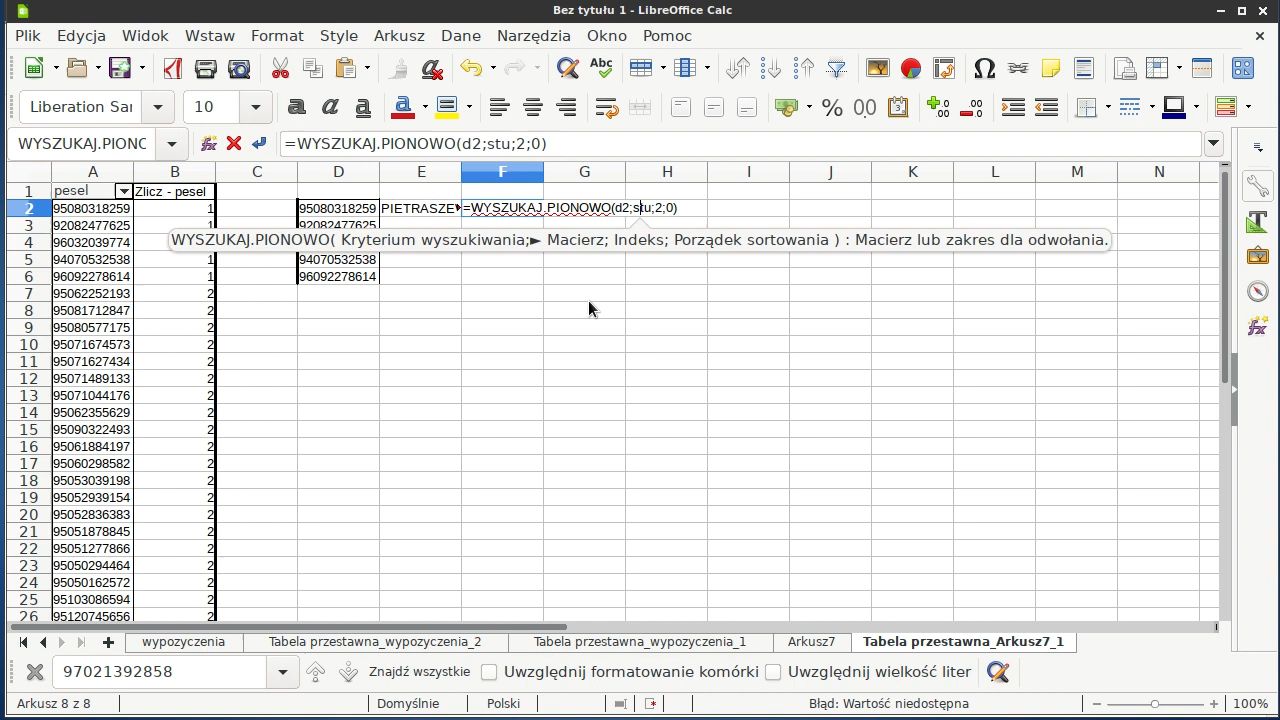 Bez tytułu 1 - LibreOffice Calc
Plik Edycja Widok Wstaw Format Style Arkusz Dane Narzędzia Okno Pomoc
Liberation Sar 10
WYSZUKAJ.PIONC =WYSZUKAJ.PIONOWO(d2;stu;2;0)
A B C D E F G H I J K L M N
1 pesel Zlicz - pesel
2 95080318259 1 95080318259 PIETRASZEW =WYSZUKAJ.PIONOWO(d2;stu;2;0)
3 92082477625 1 92082477625
WYSZUKAJ.PIONOWO( Kryterium wyszukiwania;► Macierz; Indeks; Porządek sortowania ) : Macierz lub zakres dla odwołania.
4 96032039774
5 94070532538 1 94070532538
6 96092278614 1 96092278614
7 95062252193 2
8 95081712847 2
9 95080577175 2
10 95071674573 2
11 95071627434 2
12 95071489133 2
13 95071044176 2
14 95062355629 2
15 95090322493 2
16 95061884197 2
17 95060298582 2
18 95053039198 2
19 95052939154 2
20 95052836383 2
21 95051878845 2
22 95051277866 2
23 95050294464 2
24 95050162572 2
25 95103086594 2
26 95120745656 2
wypozyczenia Tabela przestawna_wypozyczenia_2 Tabela przestawna_wypozyczenia_1 Arkusz7 Tabela przestawna_Arkusz7_1
97021392858 Znajdź wszystkie Uwzględnij formatowanie komórki Uwzględnij wielkość liter
Arkusz 8 z 8 Domyślnie Polski Błąd: Wartość niedostępna 100%